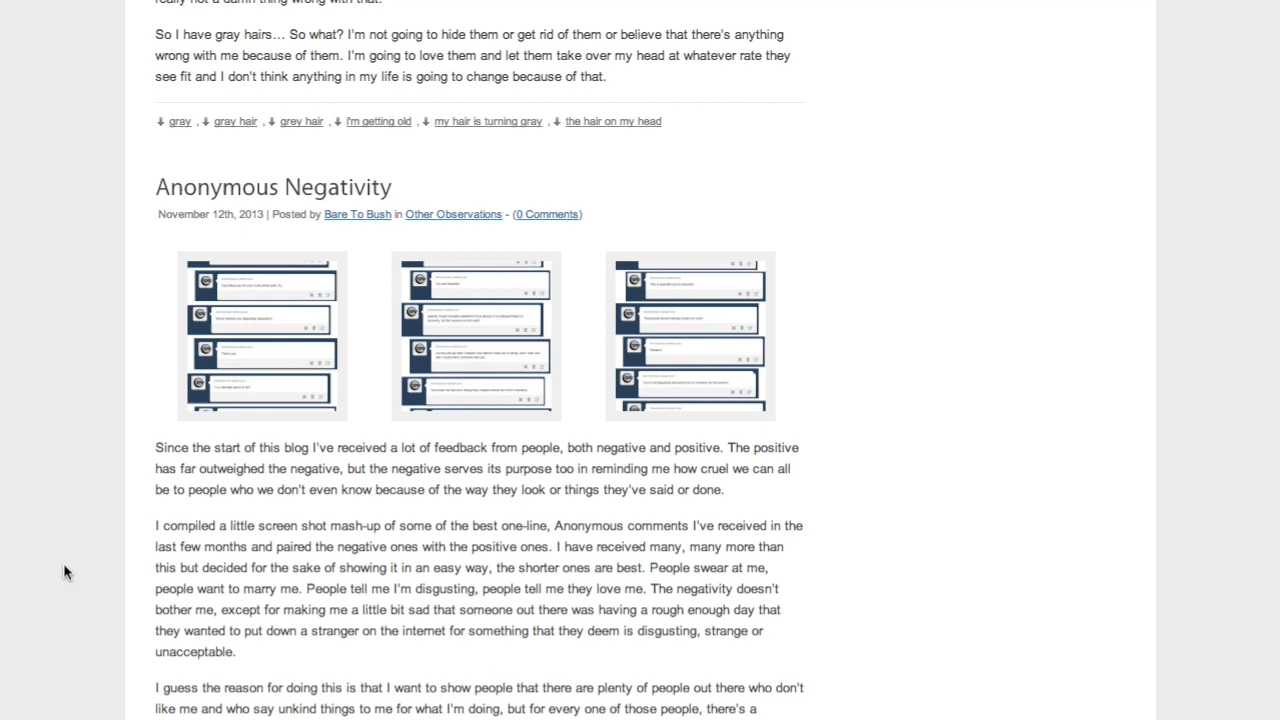 So I have gray hairs… So what? I'm not going to hide them or get rid of them or believe that there's anything
wrong with me because of them. I'm going to love them and let them take over my head at whatever rate they
see fit and I don't think anything in my life is going to change because of that.
gray , gray hair , grey hair , i'm getting old , my hair is turning gray , the hair on my head
Anonymous Negativity
November 12th, 2013 | Posted by Bare To Bush in Other Observations - (0 Comments)
Since the start of this blog I've received a lot of feedback from people, both negative and positive. The positive
has far outweighed the negative, but the negative serves its purpose too in reminding me how cruel we can all
be to people who we don't even know because of the way they look or things they've said or done.
I compiled a little screen shot mash-up of some of the best one-line, Anonymous comments I've received in the
last few months and paired the negative ones with the positive ones. I have received many, many more than
this but decided for the sake of showing it in an easy way, the shorter ones are best. People swear at me,
people want to marry me. People tell me I'm disgusting, people tell me they love me. The negativity doesn't
bother me, except for making me a little bit sad that someone out there was having a rough enough day that
they wanted to put down a stranger on the internet for something that they deem is disgusting, strange or
unacceptable.
I guess the reason for doing this is that I want to show people that there are plenty of people out there who don't
like me and who say unkind things to me for what I'm doing, but for every one of those people, there's a